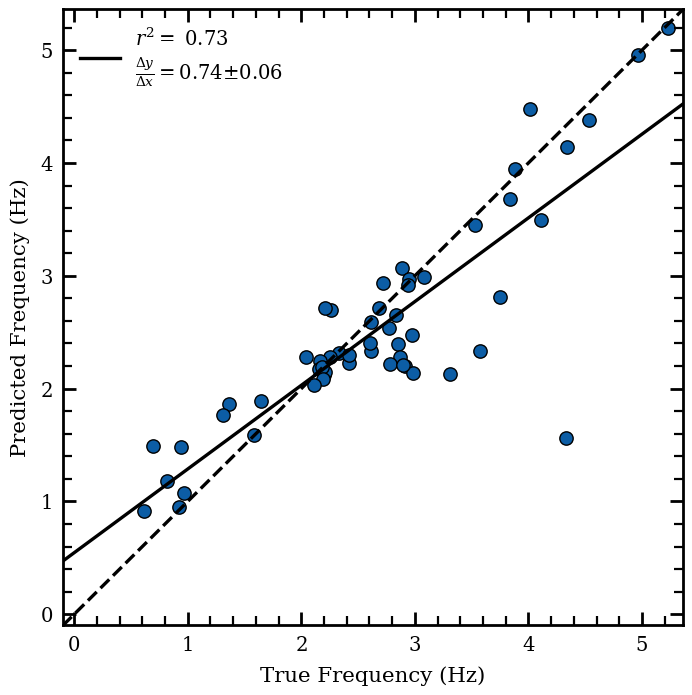 r² = 0.73
Δy/Δx = 0.74±0.06
5
4
3
2
1
0
Predicted Frequency (Hz)
0 1 2 3 4 5
True Frequency (Hz)